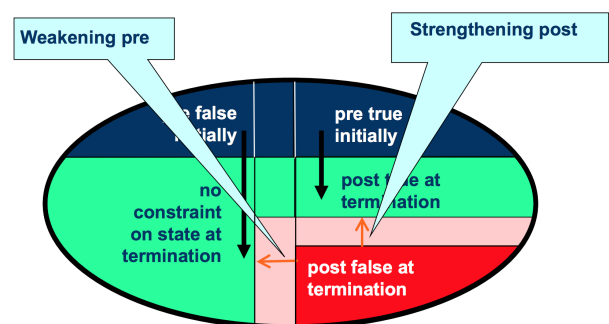 Weakening pre
Strengthening post
e false
initially
pre true
initially
no
constraint
on state at
termination
post true at
termination
post false at
termination